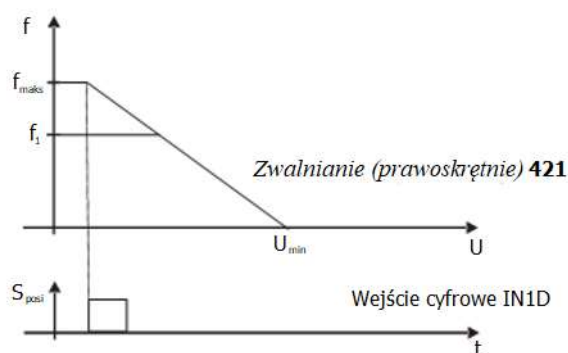 f
fmaks
f1
Zwalnianie (prawoskrętnie) 421
Umin
U
Sposi
Wejście cyfrowe IN1D
t